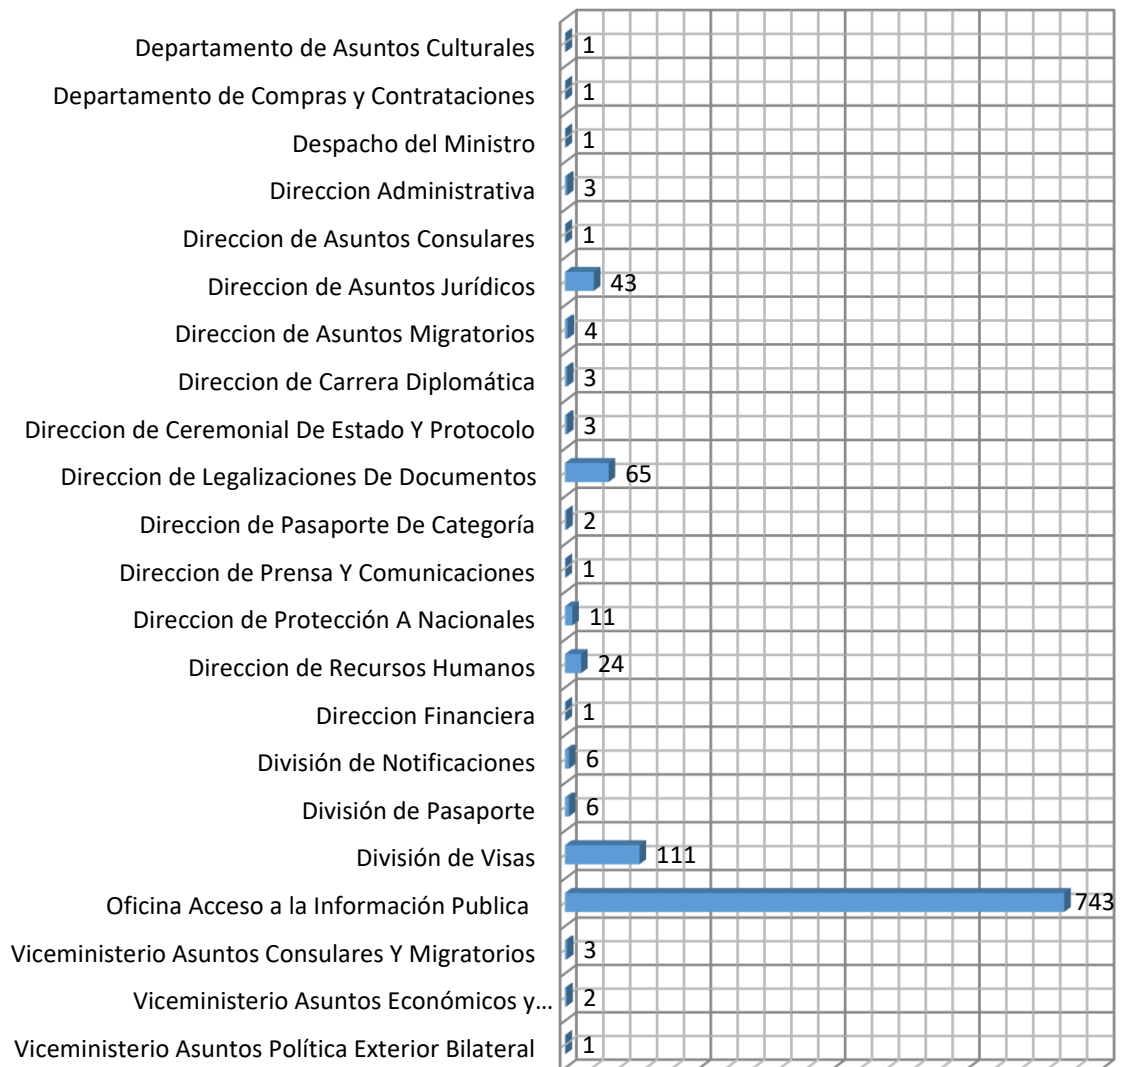 Departamento de Asuntos Culturales 1
Departamento de Compras y Contrataciones 1
Despacho del Ministro 1
Direccion Administrativa 3
Direccion de Asuntos Consulares 1
Direccion de Asuntos Jurídicos 43
Direccion de Asuntos Migratorios 4
Direccion de Carrera Diplomática 3
Direccion de Ceremonial De Estado Y Protocolo 3
Direccion de Legalizaciones De Documentos 65
Direccion de Pasaporte De Categoría 2
Direccion de Prensa Y Comunicaciones 1
Direccion de Protección A Nacionales 11
Direccion de Recursos Humanos 24
Direccion Financiera 1
División de Notificaciones 6
División de Pasaporte 6
División de Visas 111
Oficina Acceso a la Información Publica 743
Viceministerio Asuntos Consulares Y Migratorios 3
Viceministerio Asuntos Económicos y... 2
Viceministerio Asuntos Política Exterior Bilateral 1